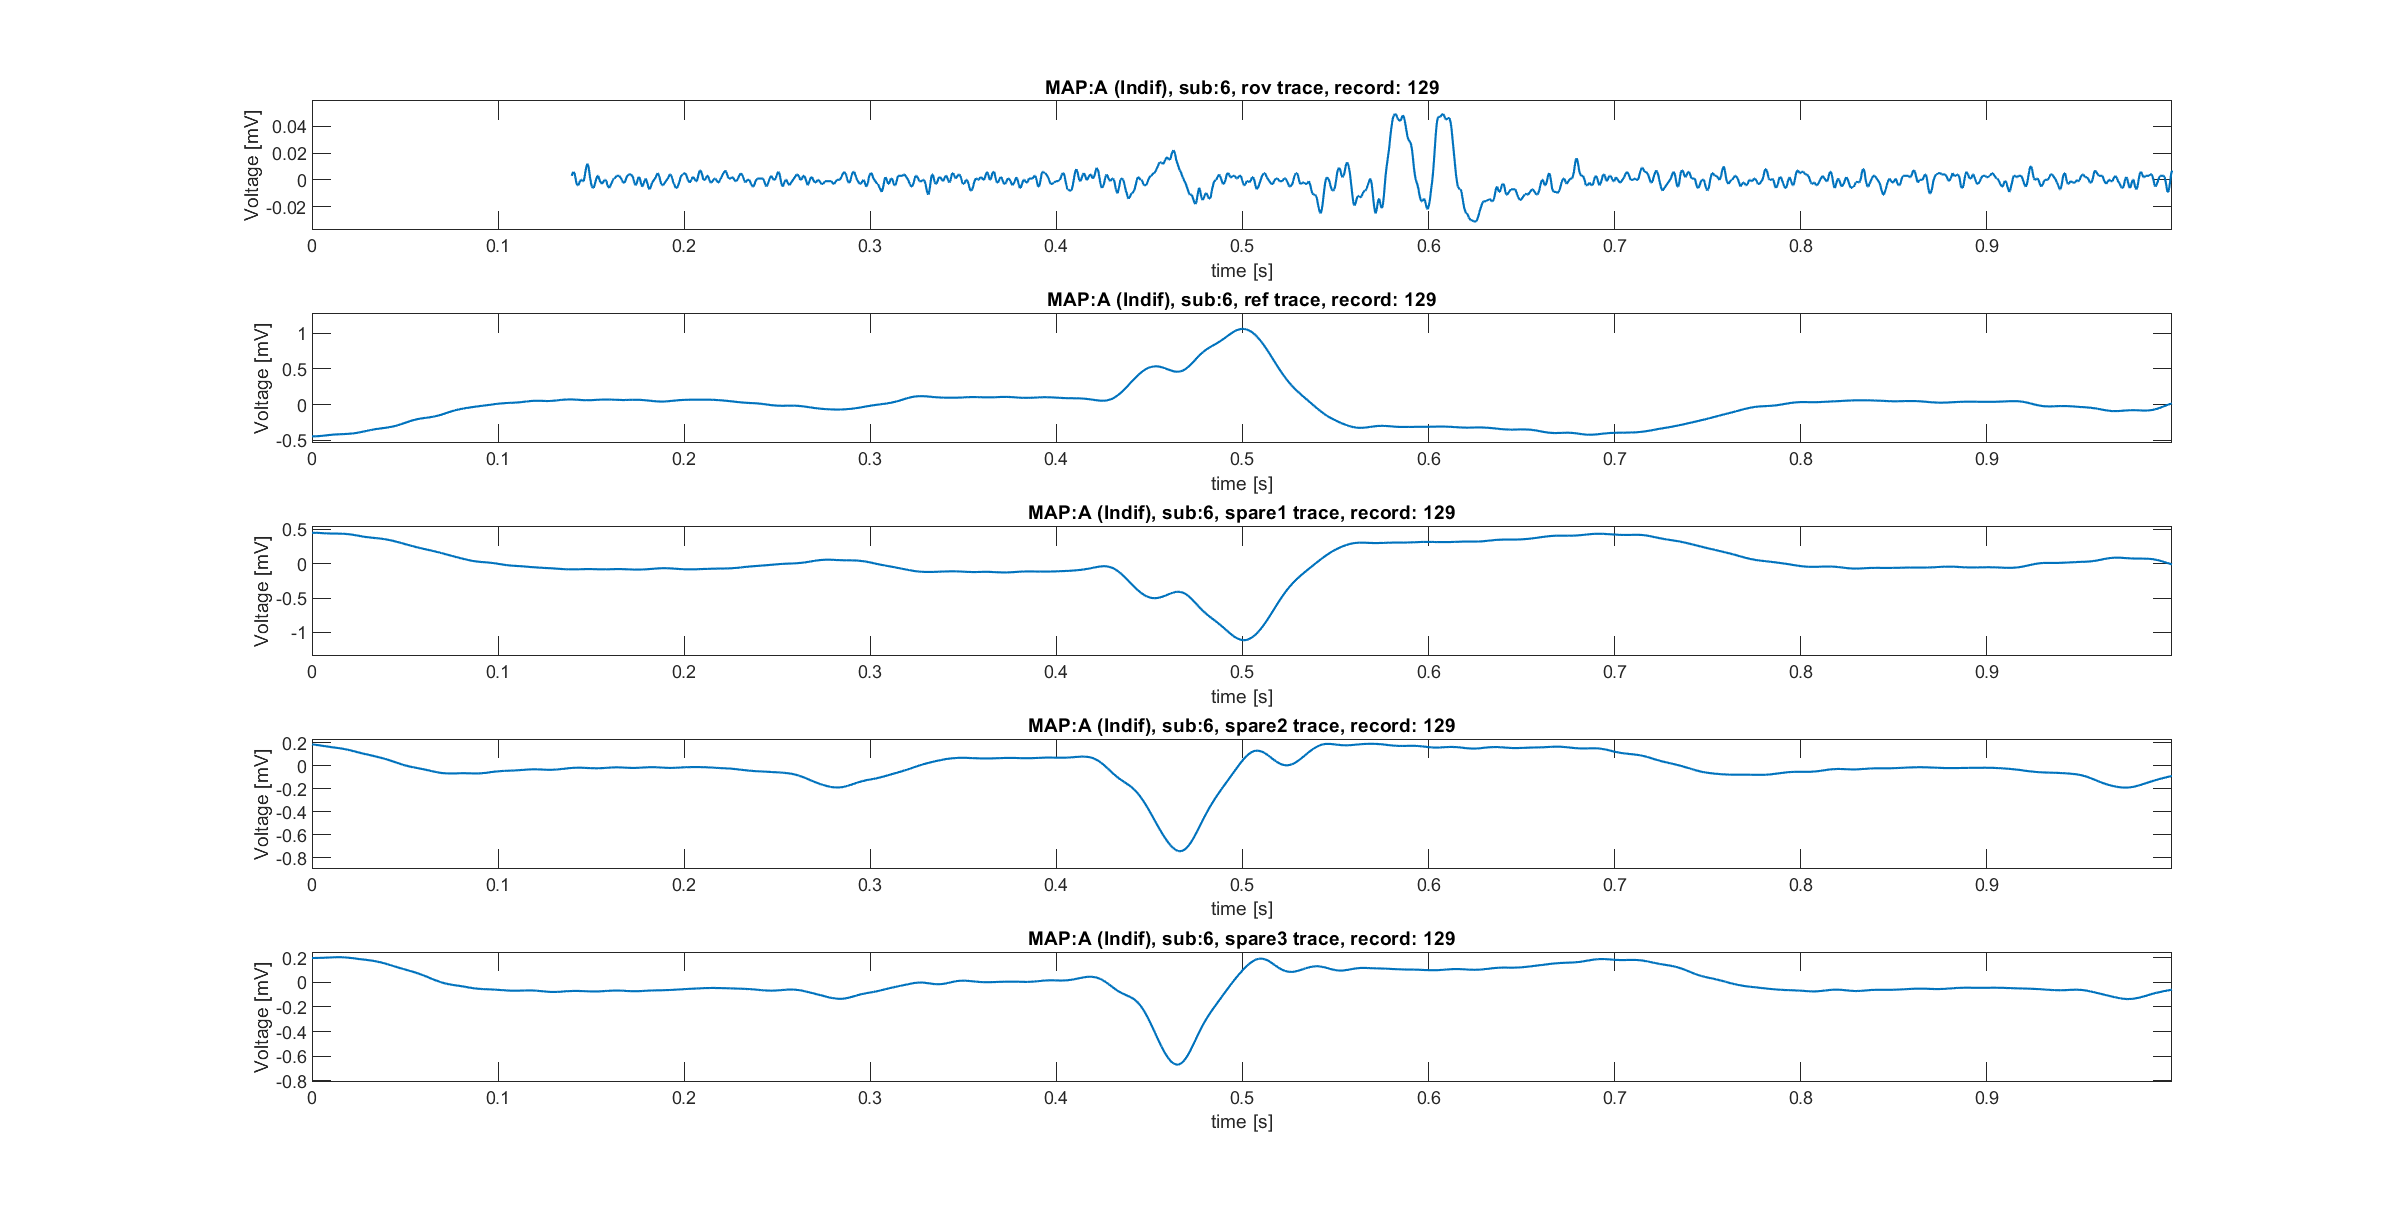 MAP:A (Indif), sub:6, rov trace, record: 129
Voltage [mV]
0.04
0.02
0
-0.02
0 0.1 0.2 0.3 0.4 0.5 0.6 0.7 0.8 0.9
time [s]
MAP:A (Indif), sub:6, ref trace, record: 129
Voltage [mV]
1
0.5
0
-0.5
0 0.1 0.2 0.3 0.4 0.5 0.6 0.7 0.8 0.9
time [s]
MAP:A (Indif), sub:6, spare1 trace, record: 129
Voltage [mV]
0.5
0
-0.5
-1
0 0.1 0.2 0.3 0.4 0.5 0.6 0.7 0.8 0.9
time [s]
MAP:A (Indif), sub:6, spare2 trace, record: 129
Voltage [mV]
0.2
0
-0.2
-0.4
-0.6
-0.8
0 0.1 0.2 0.3 0.4 0.5 0.6 0.7 0.8 0.9
time [s]
MAP:A (Indif), sub:6, spare3 trace, record: 129
Voltage [mV]
0.2
0
-0.2
-0.4
-0.6
-0.8
0 0.1 0.2 0.3 0.4 0.5 0.6 0.7 0.8 0.9
time [s]